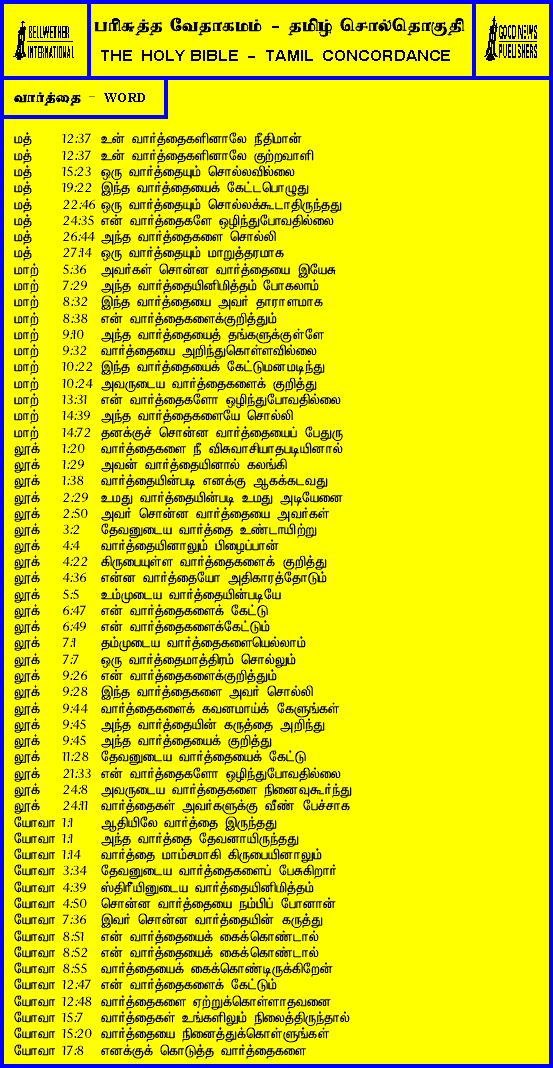 BELLWETHER
INTERNATIONAL
பரிசுத்த வேதாகமம் - தமிழ் சொல்தொகுதி
THE HOLY BIBLE - TAMIL CONCORDANCE
GOOD NEWS
PUBLISHERS
வார்த்தை - WORD
மத் 12:37 உன் வார்த்தைகளினாலே நீதிமான்
மத் 12:37 உன் வார்த்தைகளினாலே குற்றவாளி
மத் 15:23 ஒரு வார்த்தையும் சொல்லவில்லை
மத் 19:22 இந்த வார்த்தையைக் கேட்டபொழுது
மத் 22:46 ஒரு வார்த்தையும் சொல்லக்கூடாதிருந்தது
மத் 24:35 என் வார்த்தைகளே ஒழிந்துபோவதில்லை
மத் 26:44 அந்த வார்த்தைகளை சொல்லி
மத் 27:14 ஒரு வார்த்தையும் மாறுத்தரமாக
மாற் 5:36 அவர்கள் சொன்ன வார்த்தையை இயேசு
மாற் 7:29 அந்த வார்த்தையினிமித்தம் போகலாம்
மாற் 8:32 இந்த வார்த்தையை அவர் தாராளமாக
மாற் 8:38 என் வார்த்தைகளைக்குறித்தும்
மாற் 9:10 அந்த வார்த்தையைத் தங்களுக்குள்ளே
மாற் 9:32 வார்த்தையை அறிந்துகொள்ளவில்லை
மாற் 10:22 இந்த வார்த்தையைக் கேட்டுமனமடிந்து
மாற் 10:24 அவருடைய வார்த்தைகளைக் குறித்து
மாற் 13:31 என் வார்த்தைகளோ ஒழிந்துபோவதில்லை
மாற் 14:39 அந்த வார்த்தைகளையே சொல்லி
மாற் 14:72 தனக்குச் சொன்ன வார்த்தையைப் பேதுரு
லூக் 1:20 வார்த்தைகளை நீ விசுவாசியாதபடியினால்
லூக் 1:29 அவன் வார்த்தையினால் கலங்கி
லூக் 1:38 வார்த்தையின்படி எனக்கு ஆகக்கடவது
லூக் 2:29 உமது வார்த்தையின்படி உமது அடியேனை
லூக் 2:50 அவர் சொன்ன வார்த்தையை அவர்கள்
லூக் 3:2 தேவனுடைய வார்த்தை உண்டாயிற்று
லூக் 4:4 வார்த்தையினாலும் பிழைப்பான்
லூக் 4:22 கிருபையுள்ள வார்த்தைகளைக் குறித்து
லூக் 4:36 என்ன வார்த்தையோ அதிகாரத்தோடும்
லூக் 5:5 உம்முடைய வார்த்தையின்படியே
லூக் 6:47 என் வார்த்தைகளைக் கேட்டு
லூக் 6:49 என் வார்த்தைகளைக்கேட்டும்
லூக் 7:1 தம்முடைய வார்த்தைகளையெல்லாம்
லூக் 7:7 ஒரு வார்த்தைமாத்திரம் சொல்லும்
லூக் 9:26 என் வார்த்தைகளைக்குறித்தும்
லூக் 9:28 இந்த வார்த்தைகளை அவர் சொல்லி
லூக் 9:44 வார்த்தைகளைக் கவனமாய்க் கேளுங்கள்
லூக் 9:45 அந்த வார்த்தையின் கருத்தை அறிந்து
லூக் 9:45 அந்த வார்த்தையைக் குறித்து
லூக் 11:28 தேவனுடைய வார்த்தையைக் கேட்டு
லூக் 21:33 என் வார்த்தைகளோ ஒழிந்துபோவதில்லை
லூக் 24:8 அவருடைய வார்த்தைகளை நினைவுகூர்ந்து
லூக் 24:11 வார்த்தைகள் அவர்களுக்கு வீண் பேச்சாக
யோவா 1:1 ஆதியிலே வார்த்தை இருந்தது
யோவா 1:1 அந்த வார்த்தை தேவனாயிருந்தது
யோவா 1:14 வார்த்தை மாம்சமாகி கிருபையினாலும்
யோவா 3:34 தேவனுடைய வார்த்தைகளைப் பேசுகிறார்
யோவா 4:39 ஸ்திரீயினுடைய வார்த்தையினிமித்தம்
யோவா 4:50 சொன்ன வார்த்தையை நம்பிப் போனான்
யோவா 7:36 இவர் சொன்ன வார்த்தையின் கருத்து
யோவா 8:51 என் வார்த்தையைக் கைக்கொண்டால்
யோவா 8:52 என் வார்த்தையைக் கைக்கொண்டால்
யோவா 8:55 வார்த்தையைக் கைக்கொண்டிருக்கிறேன்
யோவா 12:47 என் வார்த்தைகளைக் கேட்டும்
யோவா 12:48 வார்த்தைகளை ஏற்றுக்கொள்ளாதவனை
யோவா 15:7 வார்த்தைகள் உங்களிலும் நிலைத்திருந்தால்
யோவா 15:20 வார்த்தையை நினைத்துக்கொள்ளுங்கள்
யோவா 17:8 எனக்குக் கொடுத்த வார்த்தைகளை